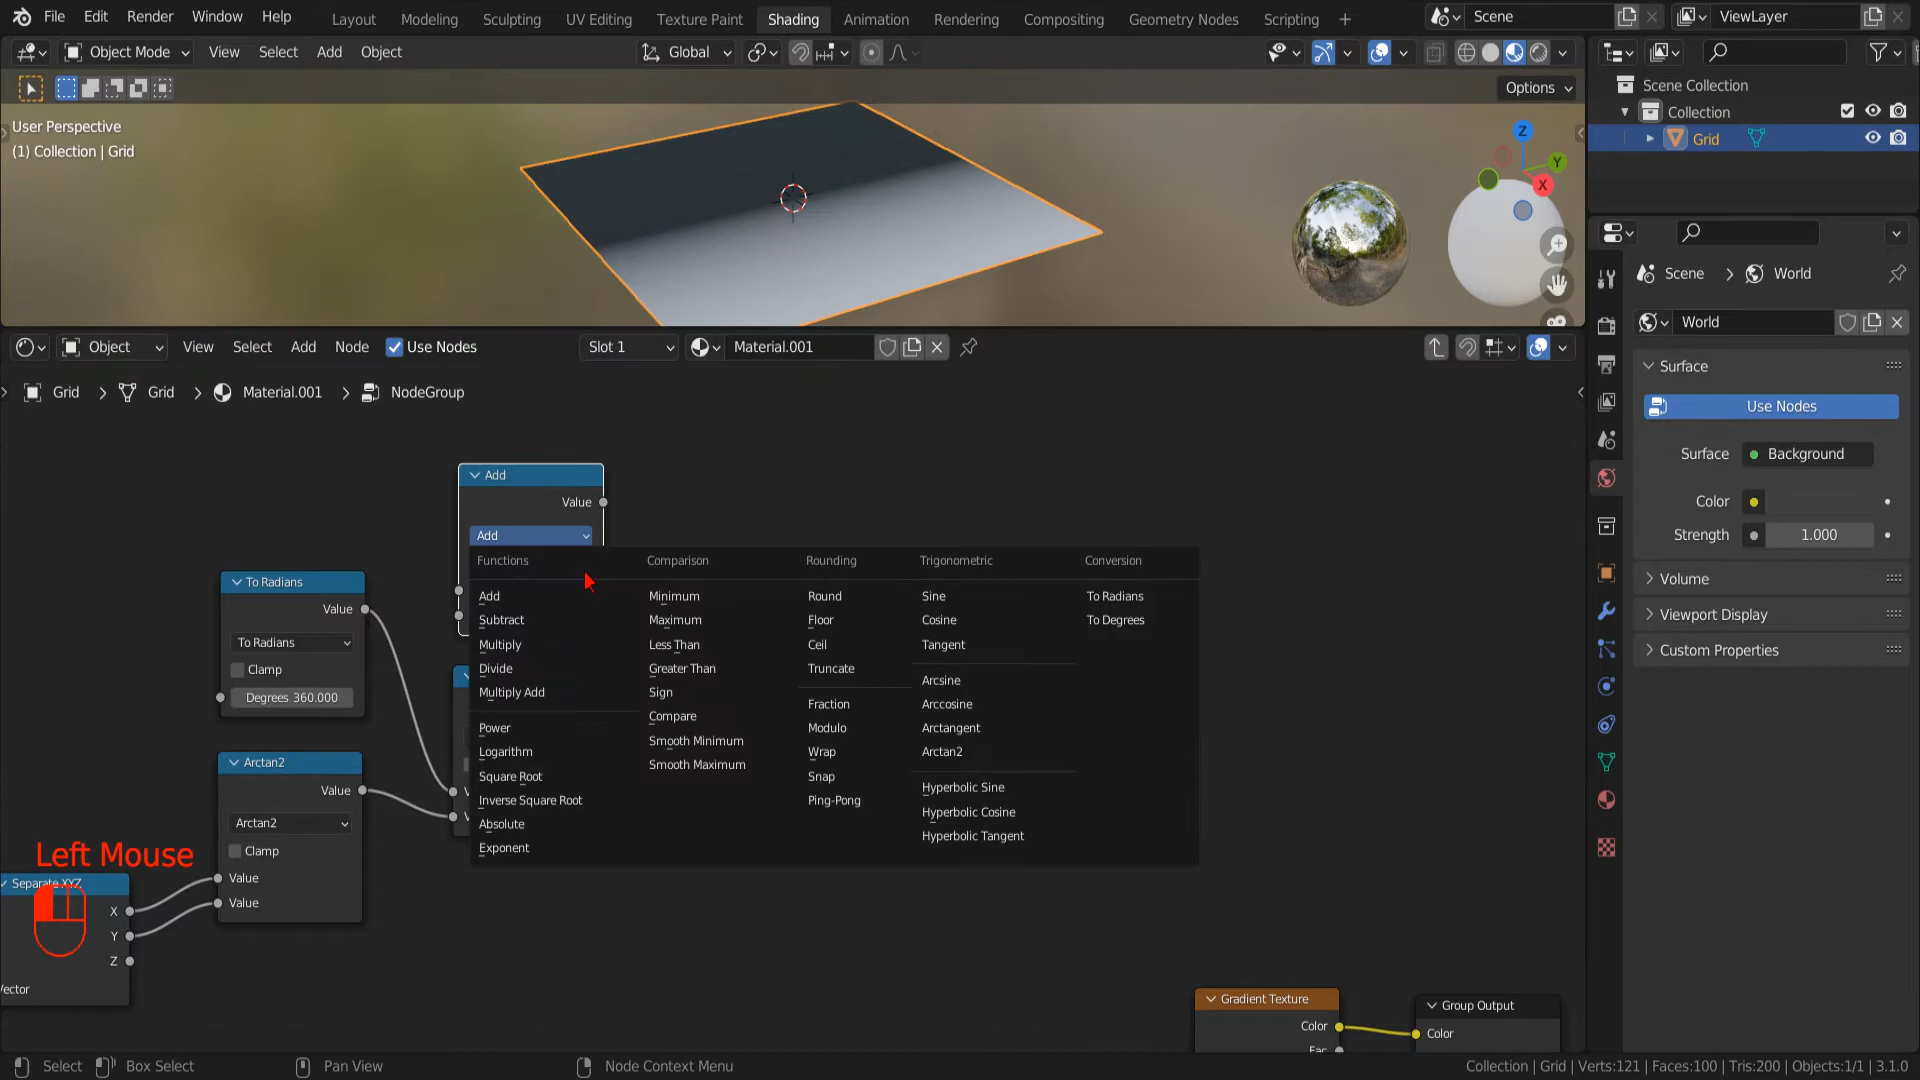 File Edit Render Window Help
Layout Modeling Sculpting UV Editing Texture Paint Shading Animation Rendering Compositing Geometry Nodes Scripting +
Scene
ViewLayer
Object Mode View Select Add Object
Global
Options
User Perspective
(1) Collection | Grid
Z
Y
X
Scene Collection
Collection
Grid
Object View Select Add Node Use Nodes
Slot 1
Material.001
Grid > Grid > Material.001 > NodeGroup
Scene > World
World
Surface
Use Nodes
Surface Background
Color
Strength 1.000
Volume
Viewport Display
Custom Properties
Add
Value
Add
Functions
Add
Subtract
Multiply
Divide
Multiply Add
Power
Logarithm
Square Root
Inverse Square Root
Absolute
Exponent
Comparison
Minimum
Maximum
Less Than
Greater Than
Sign
Compare
Smooth Minimum
Smooth Maximum
Rounding
Round
Floor
Ceil
Truncate
Fraction
Modulo
Wrap
Snap
Ping-Pong
Trigonometric
Sine
Cosine
Tangent
Arcsine
Arccosine
Arctangent
Arctan2
Hyperbolic Sine
Hyperbolic Cosine
Hyperbolic Tangent
Conversion
To Radians
To Degrees
To Radians
Value
To Radians
Clamp
Degrees 360.000
Arctan2
Value
Arctan2
Clamp
Value
Value
Left Mouse
Separate XYZ
X
Y
Z
Gradient Texture
Color
Group Output
Color
Select Box Select Pan View Node Context Menu
Collection | Grid | Verts:121 | Faces:100 | Tris:200 | Objects:1/1 | 3.1.0